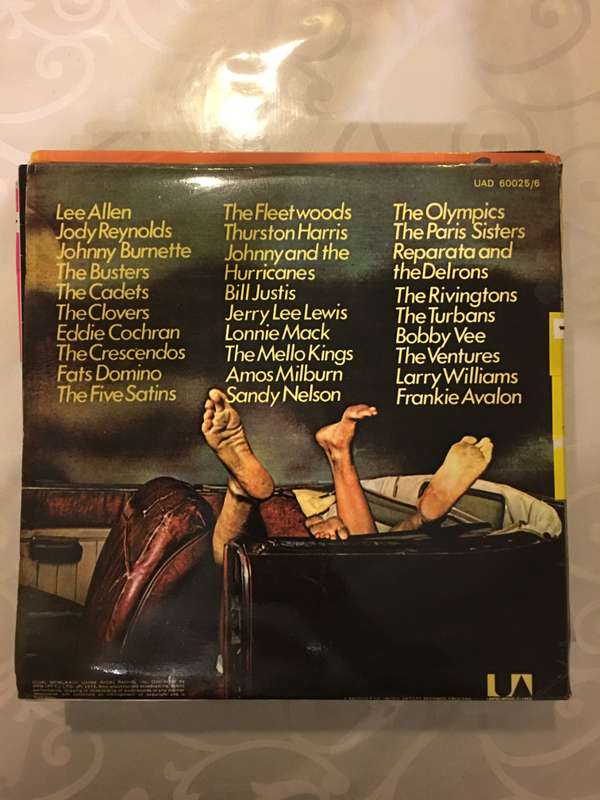 UAD 60025/6
Lee Allen
Jody Reynolds
Johnny Burnette
The Busters
The Cadets
The Clovers
Eddie Cochran
The Crescendos
Fats Domino
The Five Satins
The Fleetwoods
Thurston Harris
Johnny and the
Hurricanes
Bill Justis
Jerry Lee Lewis
Lonnie Mack
The Mello Kings
Amos Milburn
Sandy Nelson
The Olympics
The Paris Sisters
Reparata and
the Delrons
The Rivingtons
The Turbans
Bobby Vee
The Ventures
Larry Williams
Frankie Avalon
UA